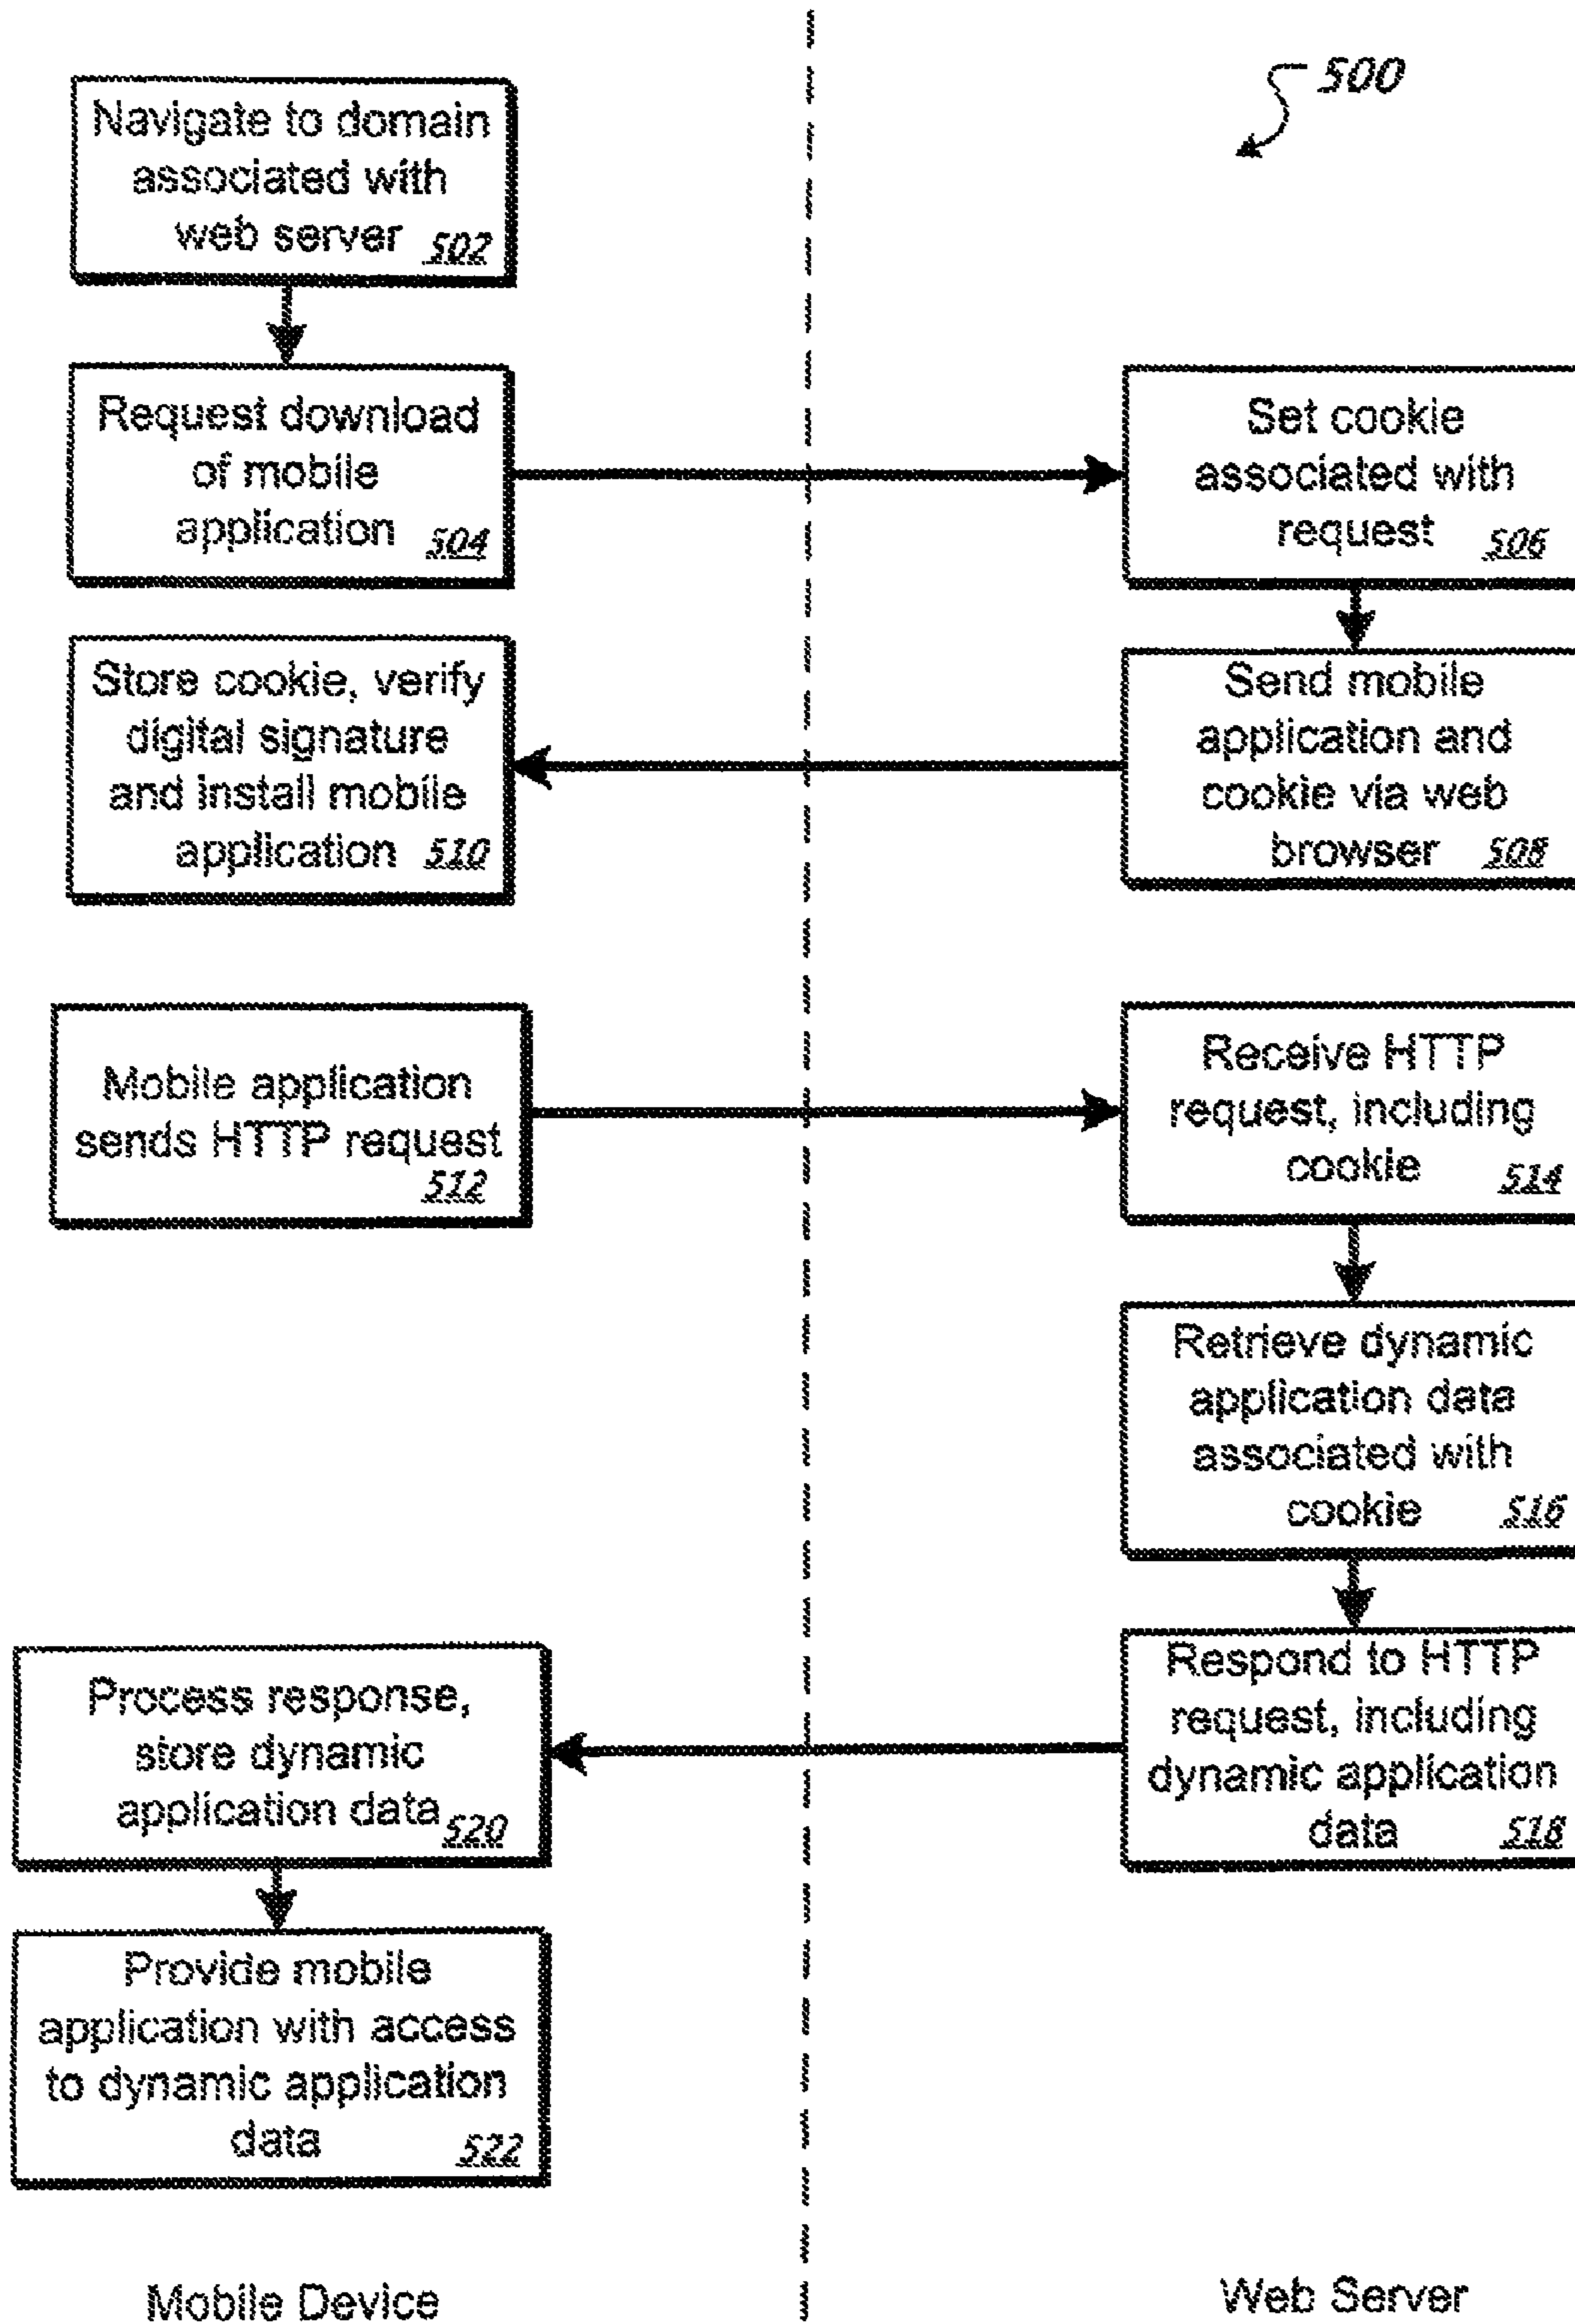 500
Navigate to domain
associated with
web server 502
Request download
of mobile
application 504
Set cookie
associated with
request 506
Store cookie, verify
digital signature
and install mobile
application 510
Send mobile
application and
cookie via web
browser 508
Mobile application
sends HTTP request
512
Receive HTTP
request, including
cookie 514
Retrieve dynamic
application data
associated with
cookie 516
Process response,
store dynamic
application data 520
Respond to HTTP
request, including
dynamic application
data 518
Provide mobile
application with access
to dynamic application
data 522
Mobile Device
Web Server